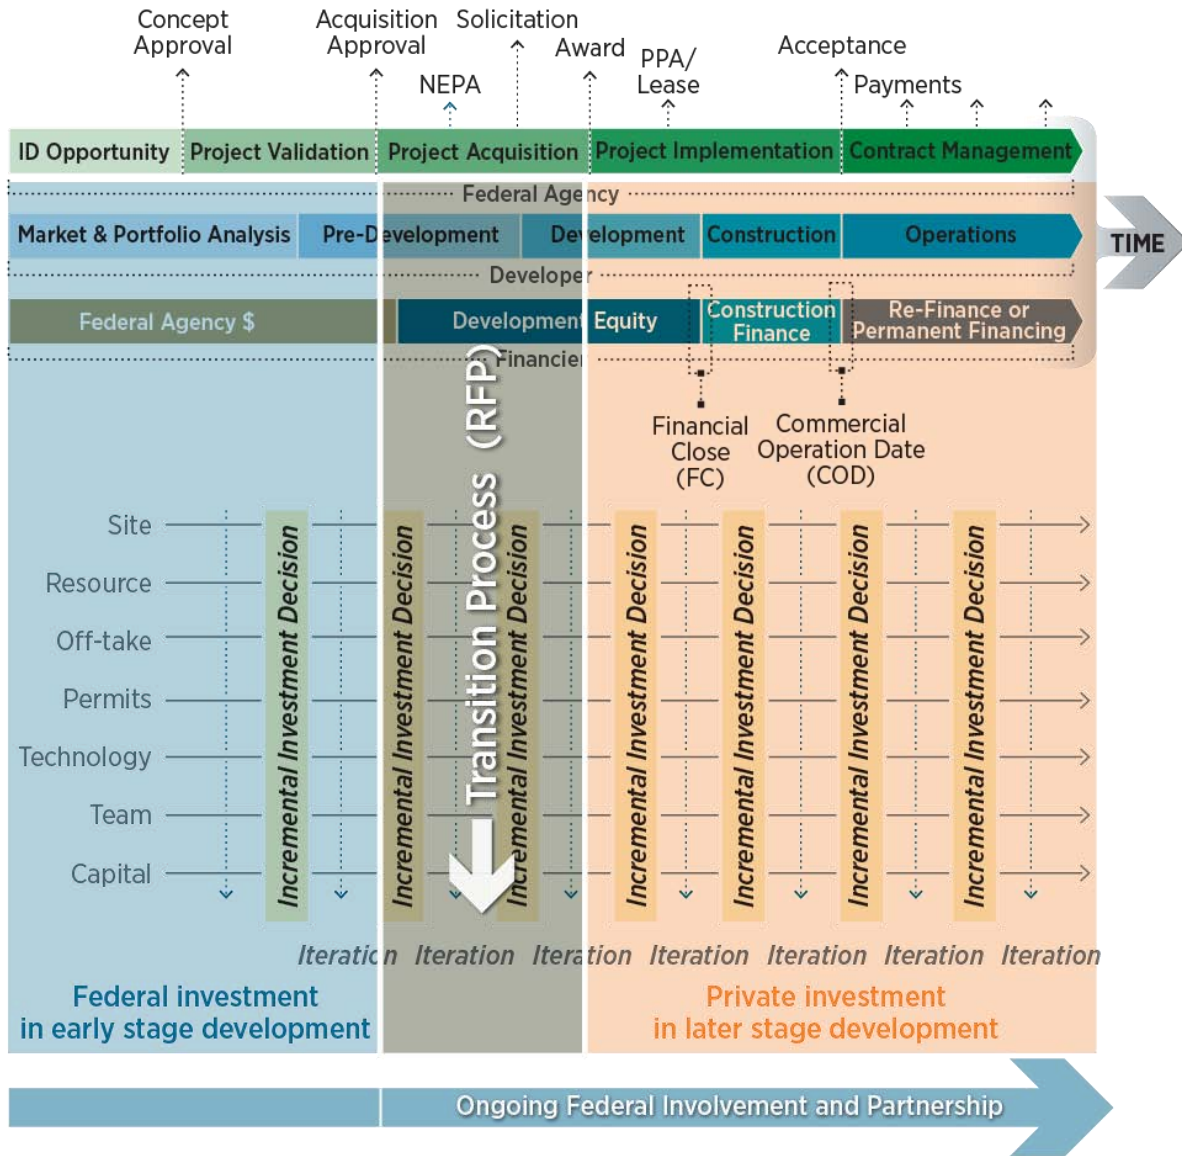 Concept
Approval
Acquisition
Approval
Solicitation
NEPA
Award
PPA/
Lease
Acceptance
Payments
ID Opportunity
Project Validation
Project Acquisition
Project Implementation
Contract Management
Federal Agency
Market & Portfolio Analysis
Pre-Development
Development
Construction
Operations
TIME
Developer
Federal Agency $
Development Equity
Construction
Finance
Re-Finance or
Permanent Financing
Financier
Transition Process (RFP)
Financial
Close
(FC)
Commercial
Operation Date
(COD)
Site
Resource
Off-take
Permits
Technology
Team
Capital
Incremental Investment Decision
Incremental Investment Decision
Incremental Investment Decision
Incremental Investment Decision
Incremental Investment Decision
Incremental Investment Decision
Incremental Investment Decision
Iteration
Iteration
Iteration
Iteration
Iteration
Iteration
Iteration
Federal investment
in early stage development
Private investment
in later stage development
Ongoing Federal Involvement and Partnership